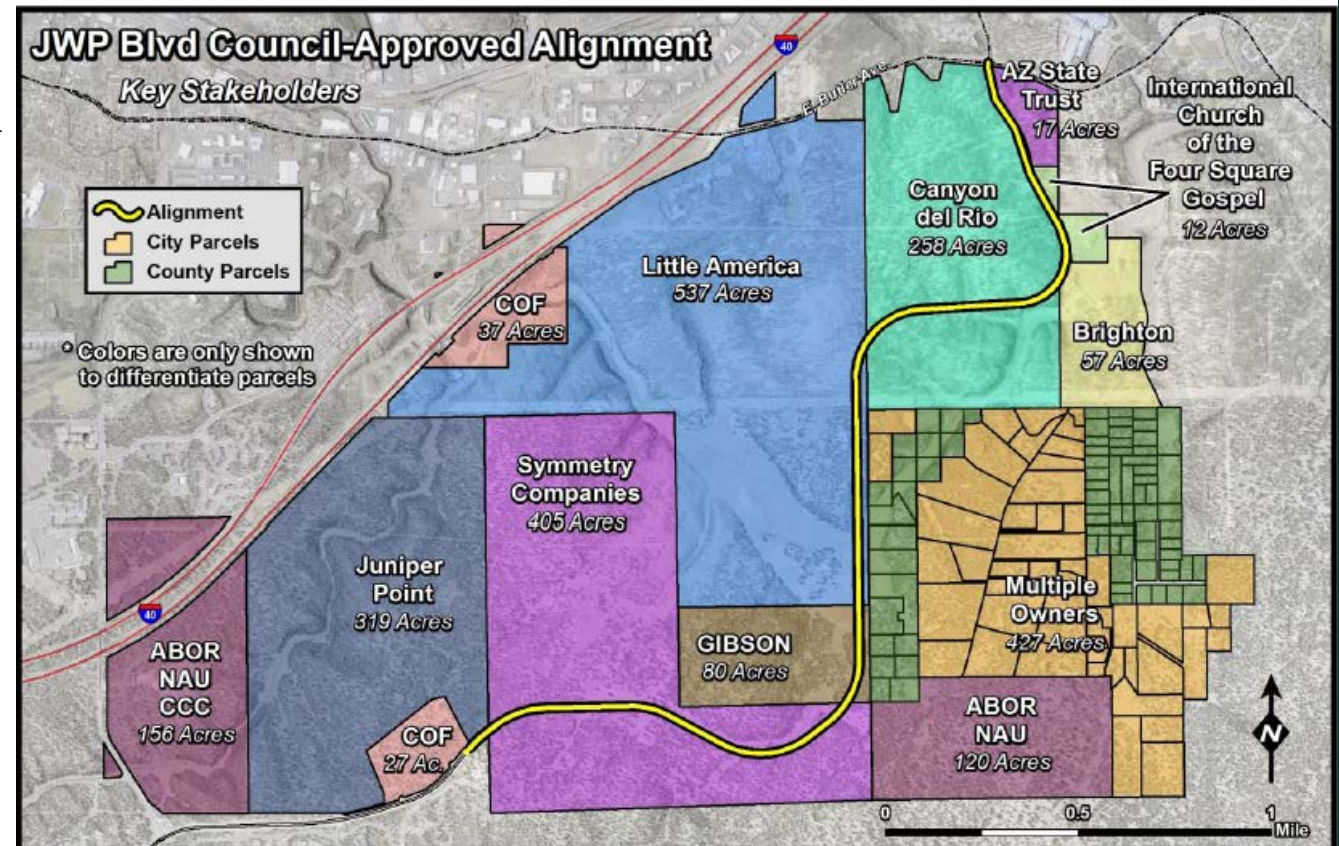 JWP Blvd Council-Approved Alignment
Key Stakeholders
40
E. Butler Ave.
AZ State
Trust
17 Acres
International
Church
of the
Four Square
Gospel
12 Acres
Alignment
City Parcels
County Parcels
* Colors are only shown
to differentiate parcels
Canyon
del Rio
258 Acres
Little America
537 Acres
COF
37 Acres
Brighton
57 Acres
Symmetry
Companies
405 Acres
Juniper
Point
319 Acres
Multiple
Owners
427 Acres
40
ABOR
NAU
CCC
156 Acres
GIBSON
80 Acres
COF
27 Ac.
ABOR
NAU
120 Acres
N
0 0.5 1
Mile